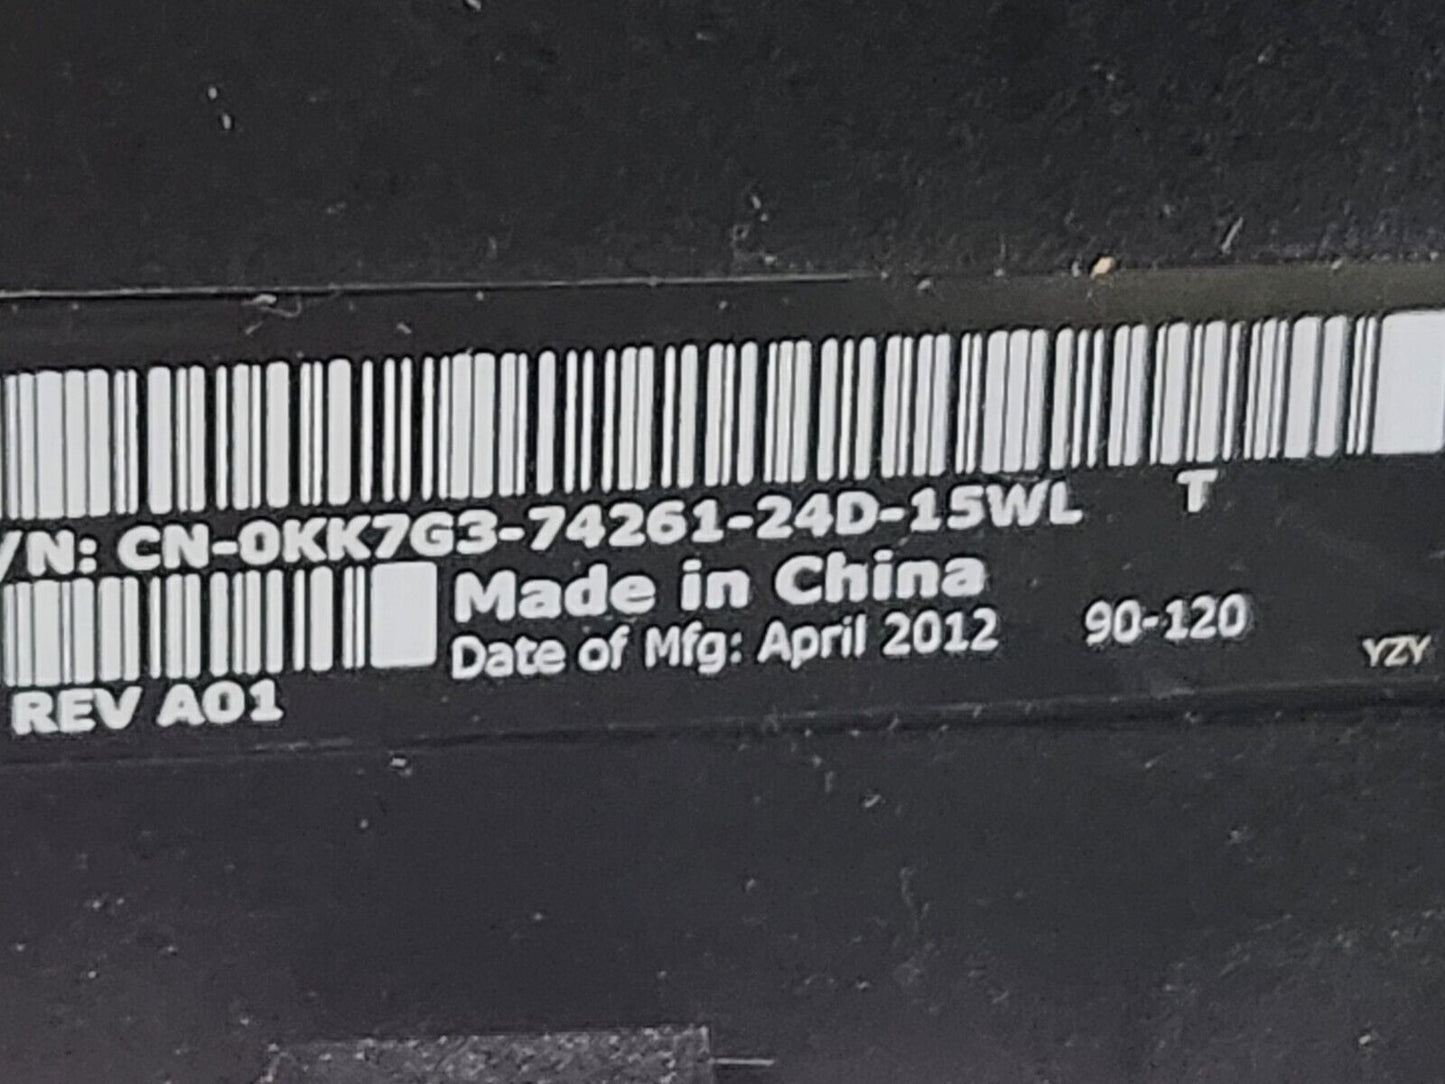 /N: CN-0KK7G3-74261-24D-15WL T
Made in China
Date of Mfg: April 2012 90-120
YZY
REV A01